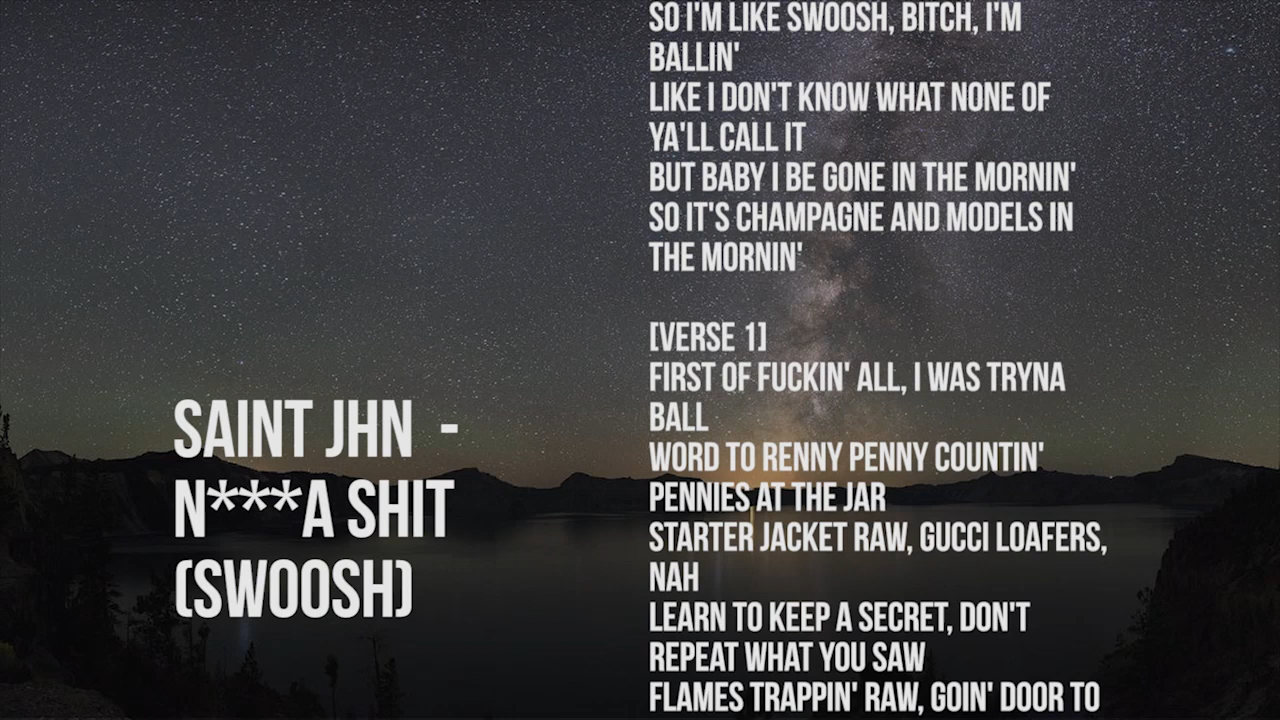 SAINT JHN -
N***A SHIT
(SWOOSH)
SO I'M LIKE SWOOSH, BITCH, I'M
BALLIN'
LIKE I DON'T KNOW WHAT NONE OF
YA'LL CALL IT
BUT BABY I BE GONE IN THE MORNIN'
SO IT'S CHAMPAGNE AND MODELS IN
THE MORNIN'
[VERSE 1]
FIRST OF FUCKIN' ALL, I WAS TRYNA
BALL
WORD TO RENNY PENNY COUNTIN'
PENNIES AT THE JAR
STARTER JACKET RAW, GUCCI LOAFERS,
NAH
LEARN TO KEEP A SECRET, DON'T
REPEAT WHAT YOU SAW
FLAMES TRAPPIN' RAW, GOIN' DOOR TO